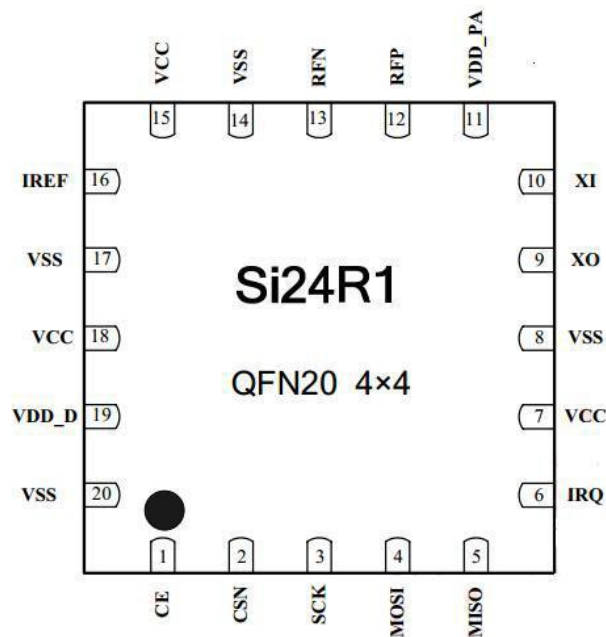 VCC VSS RFN RFP VDD_PA
15 14 13 12 11
IREF 16 10 XI
VSS 17 9 XO
Si24R1
VCC 18 8 VSS
QFN20 4×4
VDD_D 19 7 VCC
VSS 20 6 IRQ
1 2 3 4 5
CE CSN SCK MOSI MISO